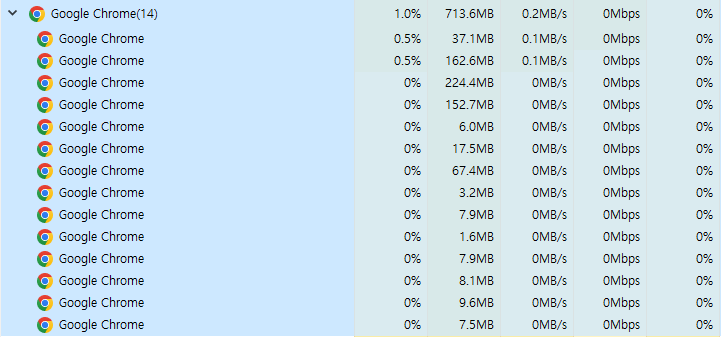 Google Chrome(14) 1.0% 713.6MB 0.2MB/s 0Mbps 0%
Google Chrome 0.5% 37.1MB 0.1MB/s 0Mbps 0%
Google Chrome 0.5% 162.6MB 0.1MB/s 0Mbps 0%
Google Chrome 0% 224.4MB 0MB/s 0Mbps 0%
Google Chrome 0% 152.7MB 0MB/s 0Mbps 0%
Google Chrome 0% 6.0MB 0MB/s 0Mbps 0%
Google Chrome 0% 17.5MB 0MB/s 0Mbps 0%
Google Chrome 0% 67.4MB 0MB/s 0Mbps 0%
Google Chrome 0% 3.2MB 0MB/s 0Mbps 0%
Google Chrome 0% 7.9MB 0MB/s 0Mbps 0%
Google Chrome 0% 1.6MB 0MB/s 0Mbps 0%
Google Chrome 0% 7.9MB 0MB/s 0Mbps 0%
Google Chrome 0% 8.1MB 0MB/s 0Mbps 0%
Google Chrome 0% 9.6MB 0MB/s 0Mbps 0%
Google Chrome 0% 7.5MB 0MB/s 0Mbps 0%